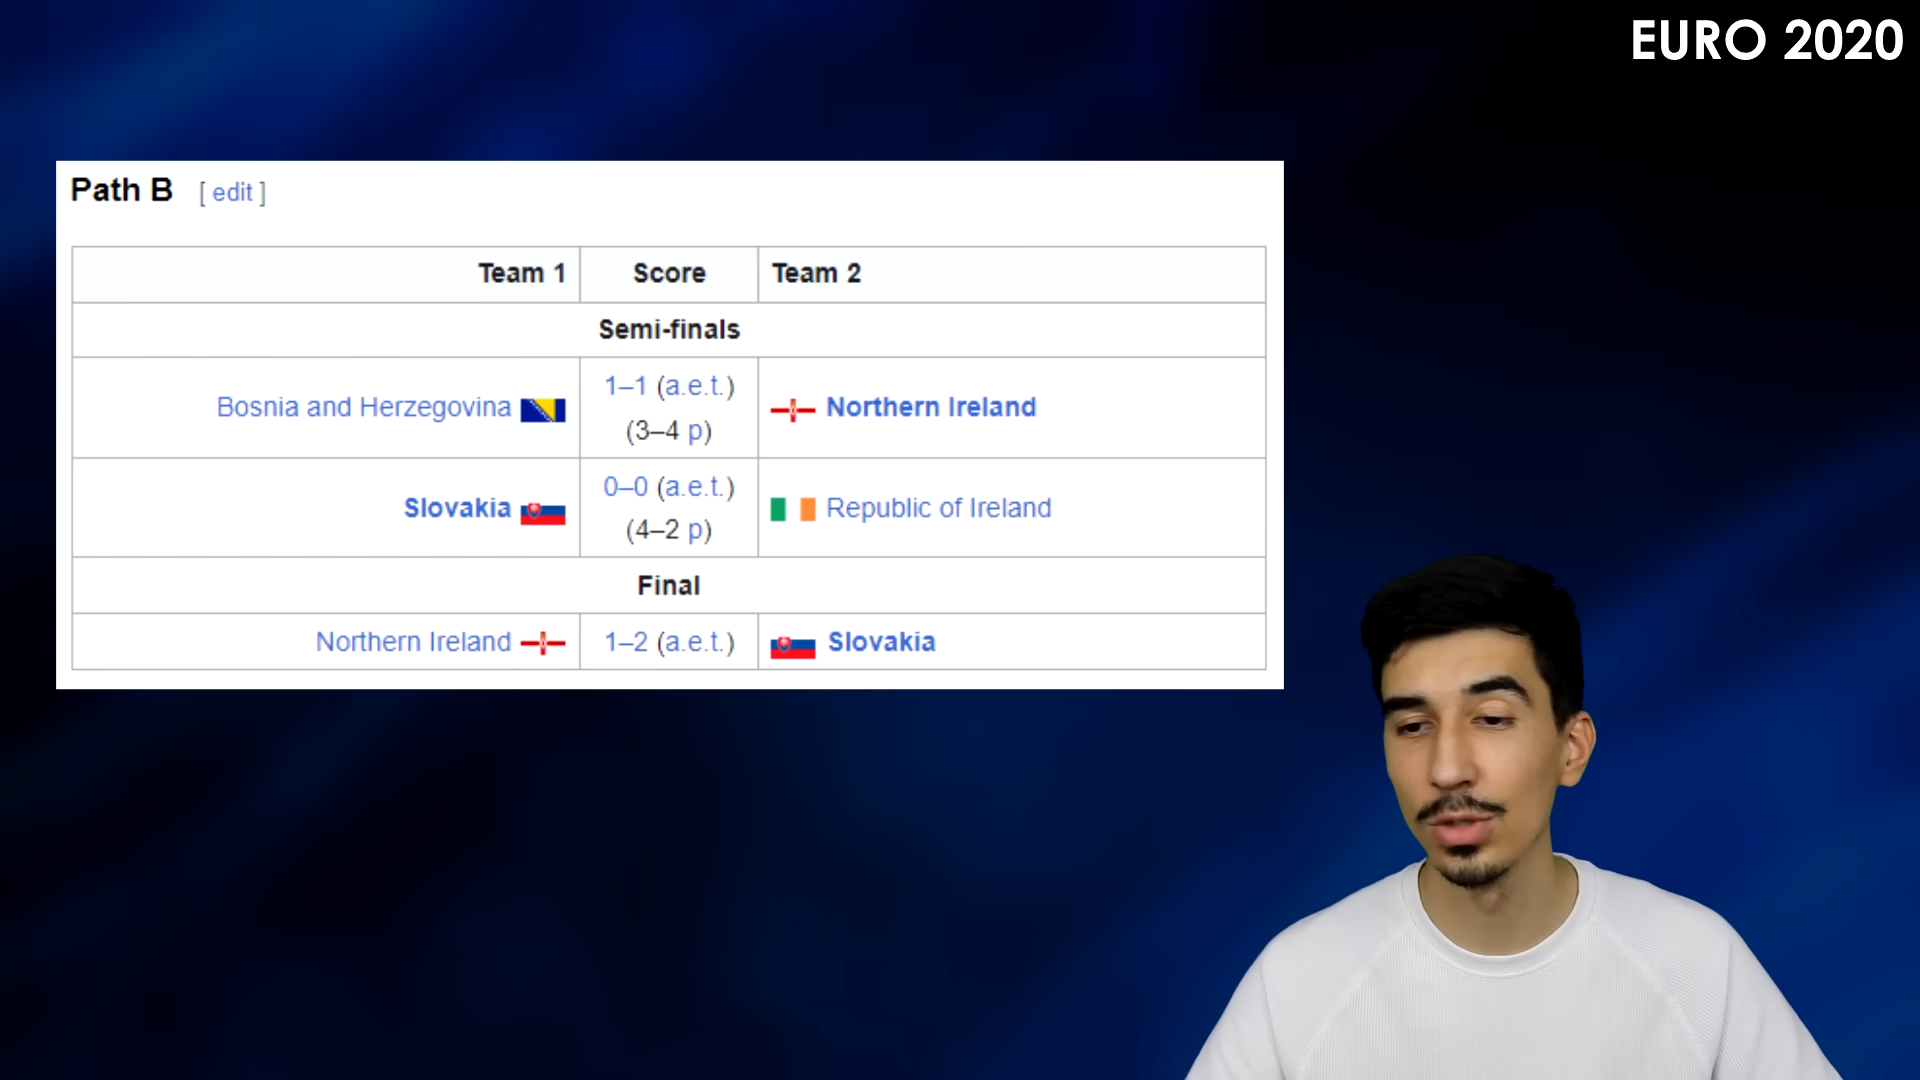 EURO 2020
Path B [ edit ]
Team 1 Score Team 2
Semi-finals
Bosnia and Herzegovina 1–1 (a.e.t.) (3–4 p) Northern Ireland
Slovakia 0–0 (a.e.t.) (4–2 p) Republic of Ireland
Final
Northern Ireland 1–2 (a.e.t.) Slovakia